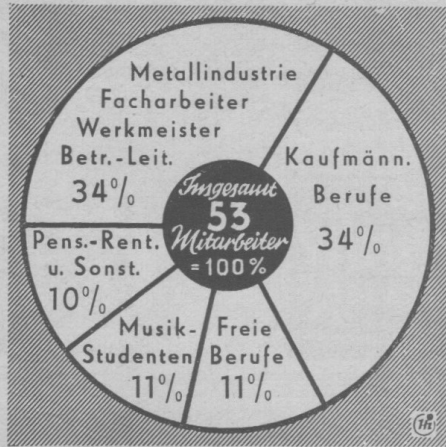 Metallindustrie
Facharbeiter
Werkmeister
Betr.-Leit.
34%
Kaufmänn.
Berufe
34%
Insgesamt
53
Mitarbeiter
= 100%
Pens.-Rent.
u. Sonst.
10%
Musik-
Studenten
11%
Freie
Berufe
11%